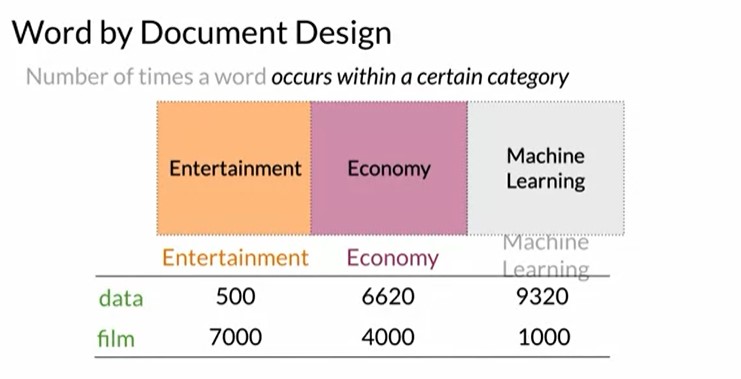 Word by Document Design
Number of times a word occurs within a certain category
Entertainment Economy Machine
Learning
Entertainment Economy Machine
Learning
data 500 6620 9320
film 7000 4000 1000